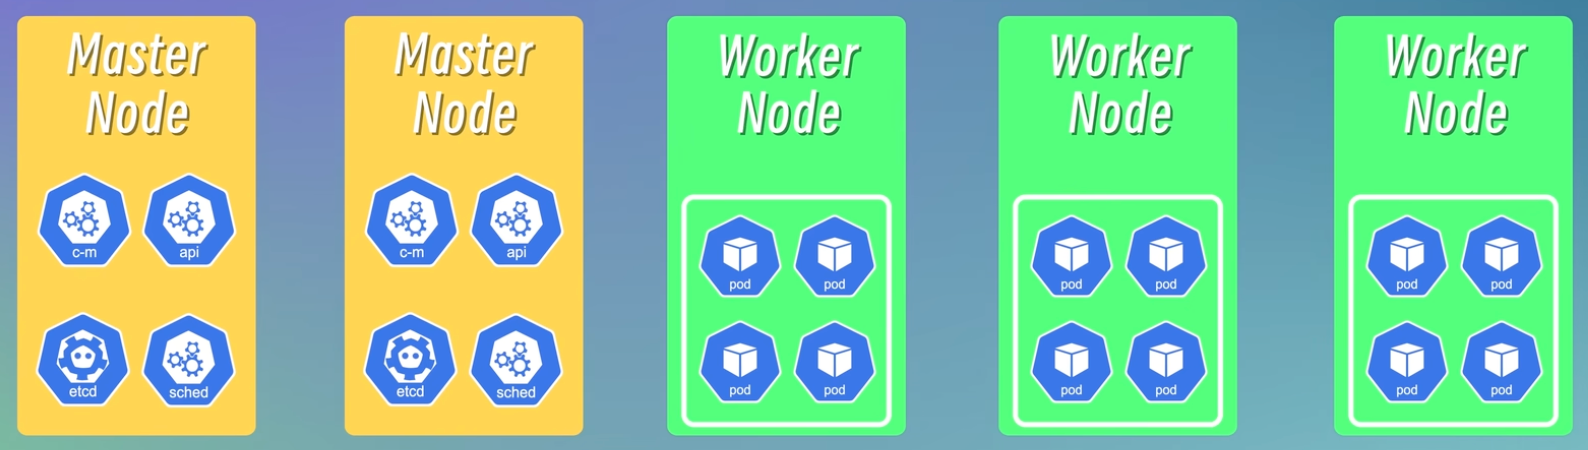 Master
Node
c-m
api
etcd
sched
Master
Node
c-m
api
etcd
sched
Worker
Node
pod
pod
pod
pod
Worker
Node
pod
pod
pod
pod
Worker
Node
pod
pod
pod
pod